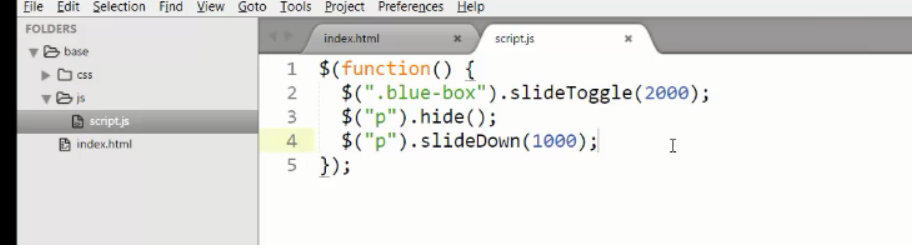 File Edit Selection Find View Goto Tools Project Preferences Help
FOLDERS
base
css
js
script.js
index.html
index.html × script.js ×
1 $(function() {
2 $(".blue-box").slideToggle(2000);
3 $("p").hide();
4 $("p").slideDown(1000);
5 });